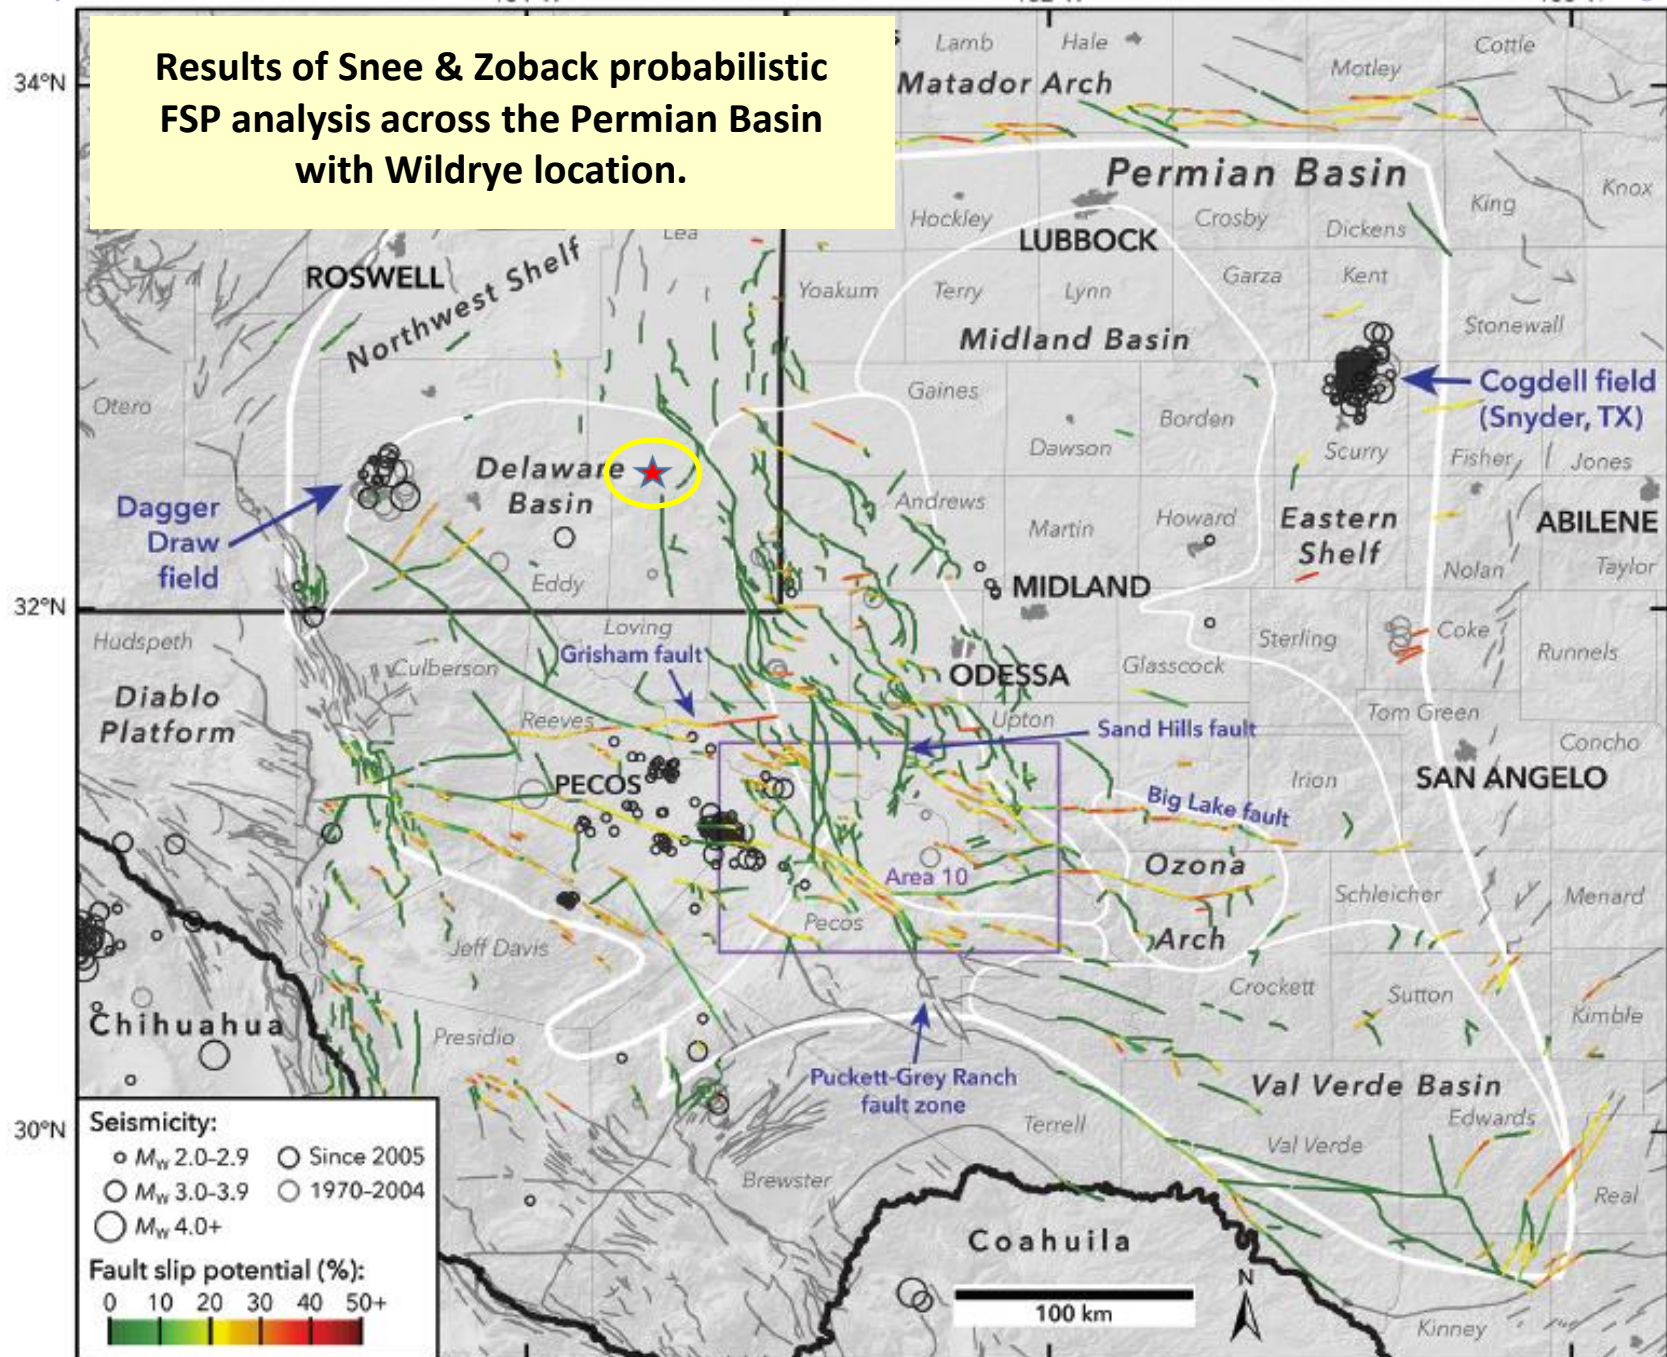 Results of Snee & Zoback probabilistic
FSP analysis across the Permian Basin
with Wildrye location.
Lamb
Hale
Cottle
Motley
34°N
Matador Arch
Permian Basin
King
Knox
Hockley
Crosby
Dickens
Lea
LUBBOCK
ROSWELL
Northwest Shelf
Yoakum
Terry
Lynn
Garza
Kent
Stonewall
Midland Basin
Otero
Gaines
Cogdell field
(Snyder, TX)
Borden
Dawson
Scurry
Fisher
Jones
Delaware
Basin
Dagger
Draw
field
Andrews
Martin
Howard
Eastern
Shelf
ABILENE
Nolan
Taylor
Eddy
MIDLAND
32°N
Hudspeth
Loving
Grisham fault
Culberson
Sterling
Coke
Runnels
Glasscock
ODESSA
Diablo
Platform
Reeves
Upton
Sand Hills fault
Tom Green
Concho
PECOS
Irion
SAN ANGELO
Big Lake fault
Area 10
Ozona
Arch
Schleicher
Menard
Pecos
Jeff Davis
Crockett
Sutton
Kimble
Chihuahua
Presidio
Puckett-Grey Ranch
fault zone
Val Verde Basin
Terrell
Edwards
Val Verde
30°N
Brewster
Real
Coahuila
N
100 km
Kinney
Seismicity:
Mw 2.0-2.9
Since 2005
Mw 3.0-3.9
1970-2004
Mw 4.0+
Fault slip potential (%):
0 10 20 30 40 50+